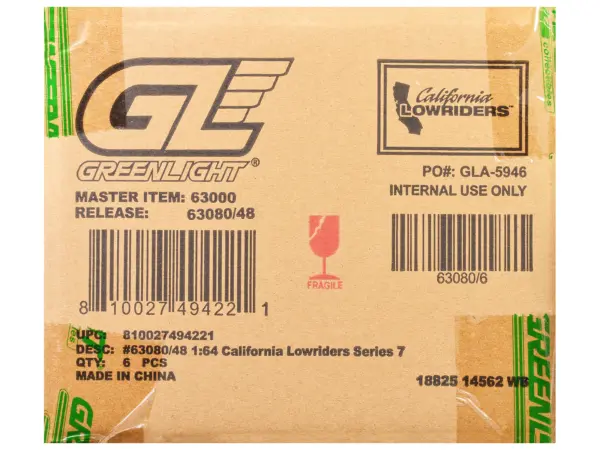 GL
GREENLIGHT®
California
LOWRIDERS™
MASTER ITEM: 63000
RELEASE: 63080/48
PO#: GLA-5946
INTERNAL USE ONLY
8 10027 49422 1
FRAGILE
63080/6
UPC: 810027494221
DESC: #63080/48 1:64 California Lowriders Series 7
QTY: 6 PCS
MADE IN CHINA
18825 14562 WB
GREENLIGHT
collectibles